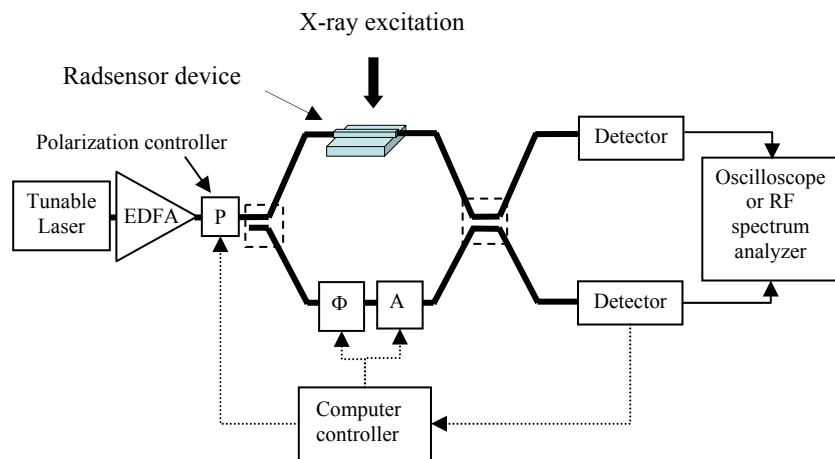 X-ray excitation
Radsensor device
Polarization controller
Tunable
Laser
EDFA
P
Φ
A
Detector
Detector
Oscilloscope
or RF
spectrum
analyzer
Computer
controller